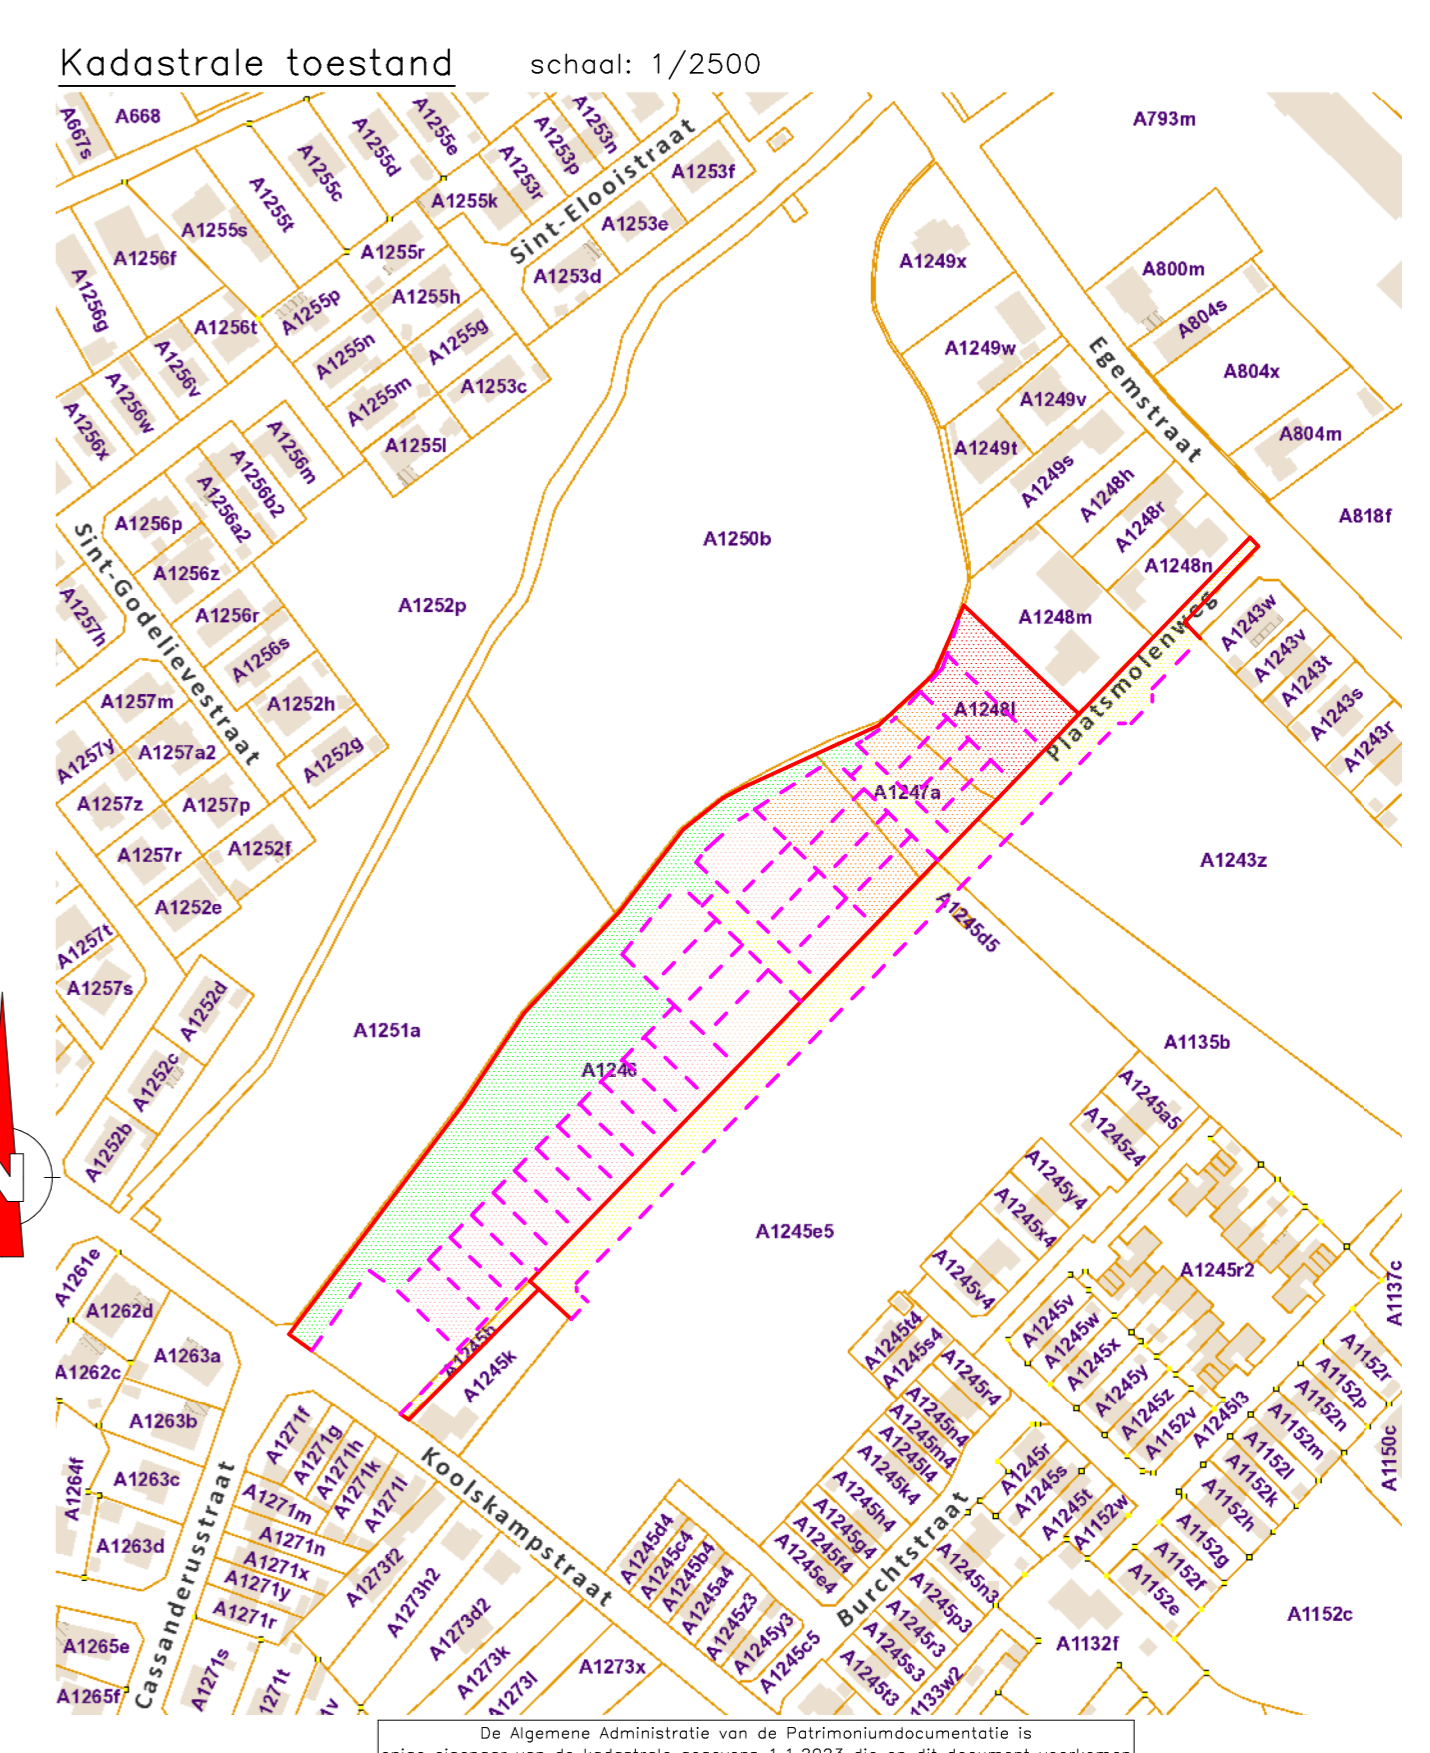 Kadastrale toestand schaal: 1/2500
A667s
A668
A1255d
A1255e
A1253n
A1253p
A1253r
A1253f
A793m
A1255c
A1255t
A1255s
A1255k
Sint-Elooistraat
A1253e
A1256f
A1255r
A1253d
A1249x
A800m
A1256g
A1255p
A1255h
A1256t
A1255n
A1255g
A804s
A1249w
Egemstraat
A1256v
A1256w
A1256x
A1255m
A1253c
A804x
A1249v
A1255l
A1256m
A1249t
A804m
A1256b2
A1256a2
A1249s
A1248h
A1256p
A1248r
A818f
A1250b
A1256z
A1248n
Sint-Godelievestraat
A1257h
A1256r
A1252p
A1248m
A1243w
A1243v
A1243t
A1243s
A1243r
Plaatsmolenweg
A1256s
A1257m
A1252h
A1248l
A1257y
A1257a2
A1252g
A1257z
A1257p
A1247a
A1257r
A1252f
A1243z
A1252e
A1245d5
A1257t
A1257s
A1252d
A1251a
A1135b
A1252c
A1246
A1245a5
A1245z4
A1252b
A1245y4
A1245x4
A1245e5
A1261e
A1245v4
A1245r2
A1137c
A1262d
A1245v
A1245w
A1245x
A1245y
A1245z
A1152v
A1245l3
A1263a
A1262c
A1245b
A1245k
A1245t4
A1245s4
A1245r4
A1152r
A1152p
A1152n
A1152m
A1152l
A1152k
A1152h
A1152g
A1152f
A1152e
A1150c
A1263b
A1245n4
A1245m4
A1245l4
A1245k4
A1245h4
A1245g4
A1245f4
A1245e4
A1271f
A1271g
A1271h
A1271k
A1271l
A1264f
A1263c
Koolskampstraat
A1245r
A1245s
A1245t
A1152w
A1271m
A1271n
A1271x
A1271y
A1271r
A1263d
Cassanderusstraat
A1273f2
A1273h2
A1273d2
A1273k
A1273l
A1273x
A1245d4
A1245c4
A1245b4
A1245a4
A1245z3
A1245y3
A1245c5
Burchtstraat
A1245n3
A1245p3
A1245r3
A1245s3
A1245t3
A1152c
A1132f
A1265e
A1265f
A1271s
1271t
1v
1133w2
N
De Algemene Administratie van de Patrimoniumdocumentatie is